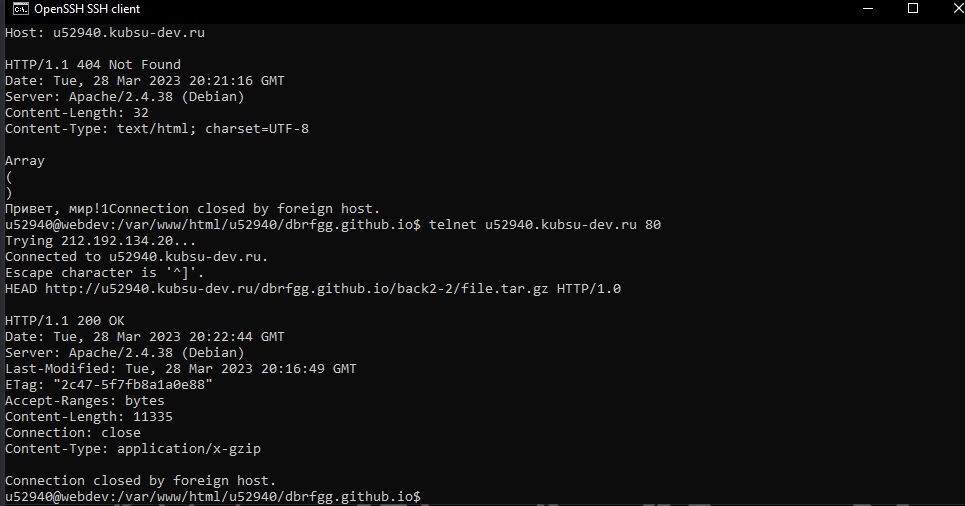 OpenSSH SSH client
Host: u52940.kubsu-dev.ru
HTTP/1.1 404 Not Found
Date: Tue, 28 Mar 2023 20:21:16 GMT
Server: Apache/2.4.38 (Debian)
Content-Length: 32
Content-Type: text/html; charset=UTF-8
Array
(
)
Привет, мир!1Connection closed by foreign host.
u52940@webdev:/var/www/html/u52940/dbrfgg.github.io$ telnet u52940.kubsu-dev.ru 80
Trying 212.192.134.20...
Connected to u52940.kubsu-dev.ru.
Escape character is '^]'.
HEAD http://u52940.kubsu-dev.ru/dbrfgg.github.io/back2-2/file.tar.gz HTTP/1.0
HTTP/1.1 200 OK
Date: Tue, 28 Mar 2023 20:22:44 GMT
Server: Apache/2.4.38 (Debian)
Last-Modified: Tue, 28 Mar 2023 20:16:49 GMT
ETag: "2c47-5f7fb8a1a0e88"
Accept-Ranges: bytes
Content-Length: 11335
Connection: close
Content-Type: application/x-gzip
Connection closed by foreign host.
u52940@webdev:/var/www/html/u52940/dbrfgg.github.io$